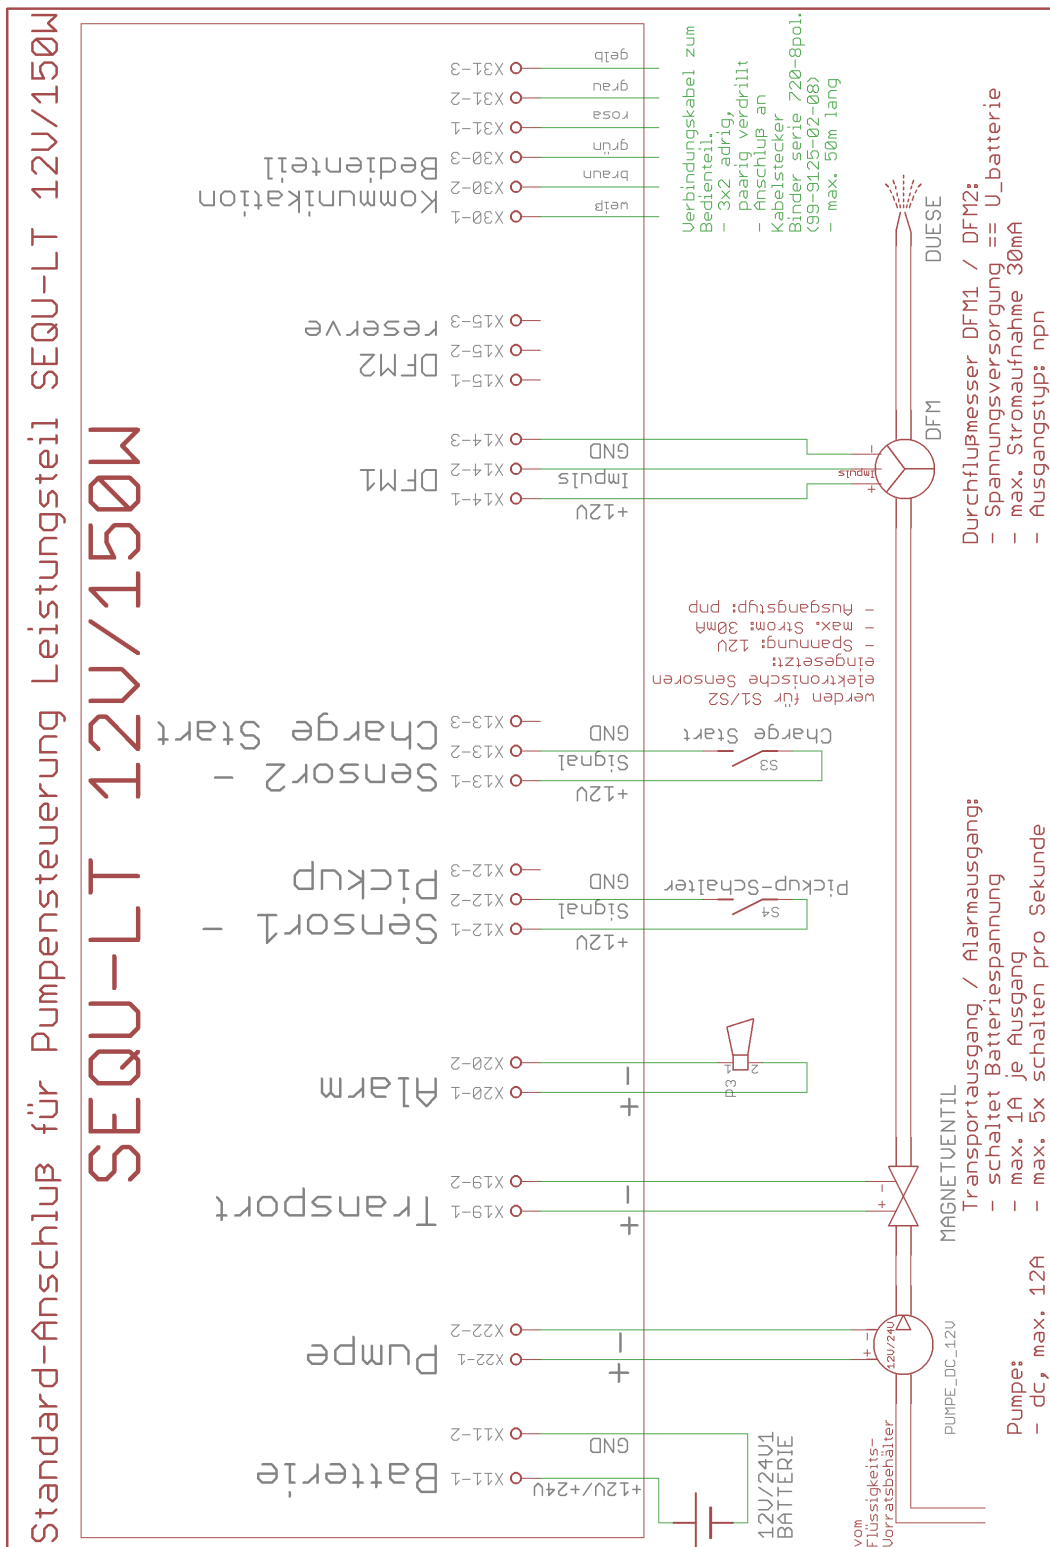 Standard-Anschluß für Pumpensteuerung Leistungsteil SEQU-LT 12V/150W
SEQU-LT 12V/150W
Batterie
X11-1
X11-2
+12V/+24V
GND
12V/24V1
BATTERIE
Pumpe
X22-1
X22-2
+
-
+
-
12V/24V
PUMPE_DC_12V
vom
Flüssigkeits-
Vorratsbehälter
Pumpe:
- dc, max. 12A
Transport
X19-1
X19-2
+
-
+
-
MAGNETVENTIL
Transportausgang / Alarmausgang:
- schaltet Batteriespannung
- max. 1A je Ausgang
- max. 5x schalten pro Sekunde
Alarm
X20-1
X20-2
+
-
P3
1
2
Sensor1 -
Pickup
X12-1
X12-2
X12-3
+12V
Signal
GND
S4
Pickup-Schalter
Sensor2 -
Charge Start
X13-1
X13-2
X13-3
+12V
Signal
GND
S3
Charge Start
werden für S1/S2
elektronische Sensoren
eingesetzt:
- Spannung: 12V
- max. Strom: 30mA
- Ausgangstyp: pnp
DFM1
X14-1
X14-2
X14-3
+12V
Impuls
GND
+
Impuls
-
DFM
DUESE
Durchflußmesser DFM1 / DFM2:
- Spannungsversorgung == U_batterie
- max. Stromaufnahme 30mA
- Ausgangstyp: npn
DFM2
reserve
X15-1
X15-2
X15-3
Kommunikation
Bedienteil
X30-1
X30-2
X30-3
X31-1
X31-2
X31-3
weiß
braun
grün
rosa
grau
gelb
Verbindungskabel zum
Bedienteil.
- 3x2 adrig,
paarig verdrillt
- Anschluß an
Kabelstecker
Binder serie 720-8pol.
(99-9125-02-08)
- max. 50m lang